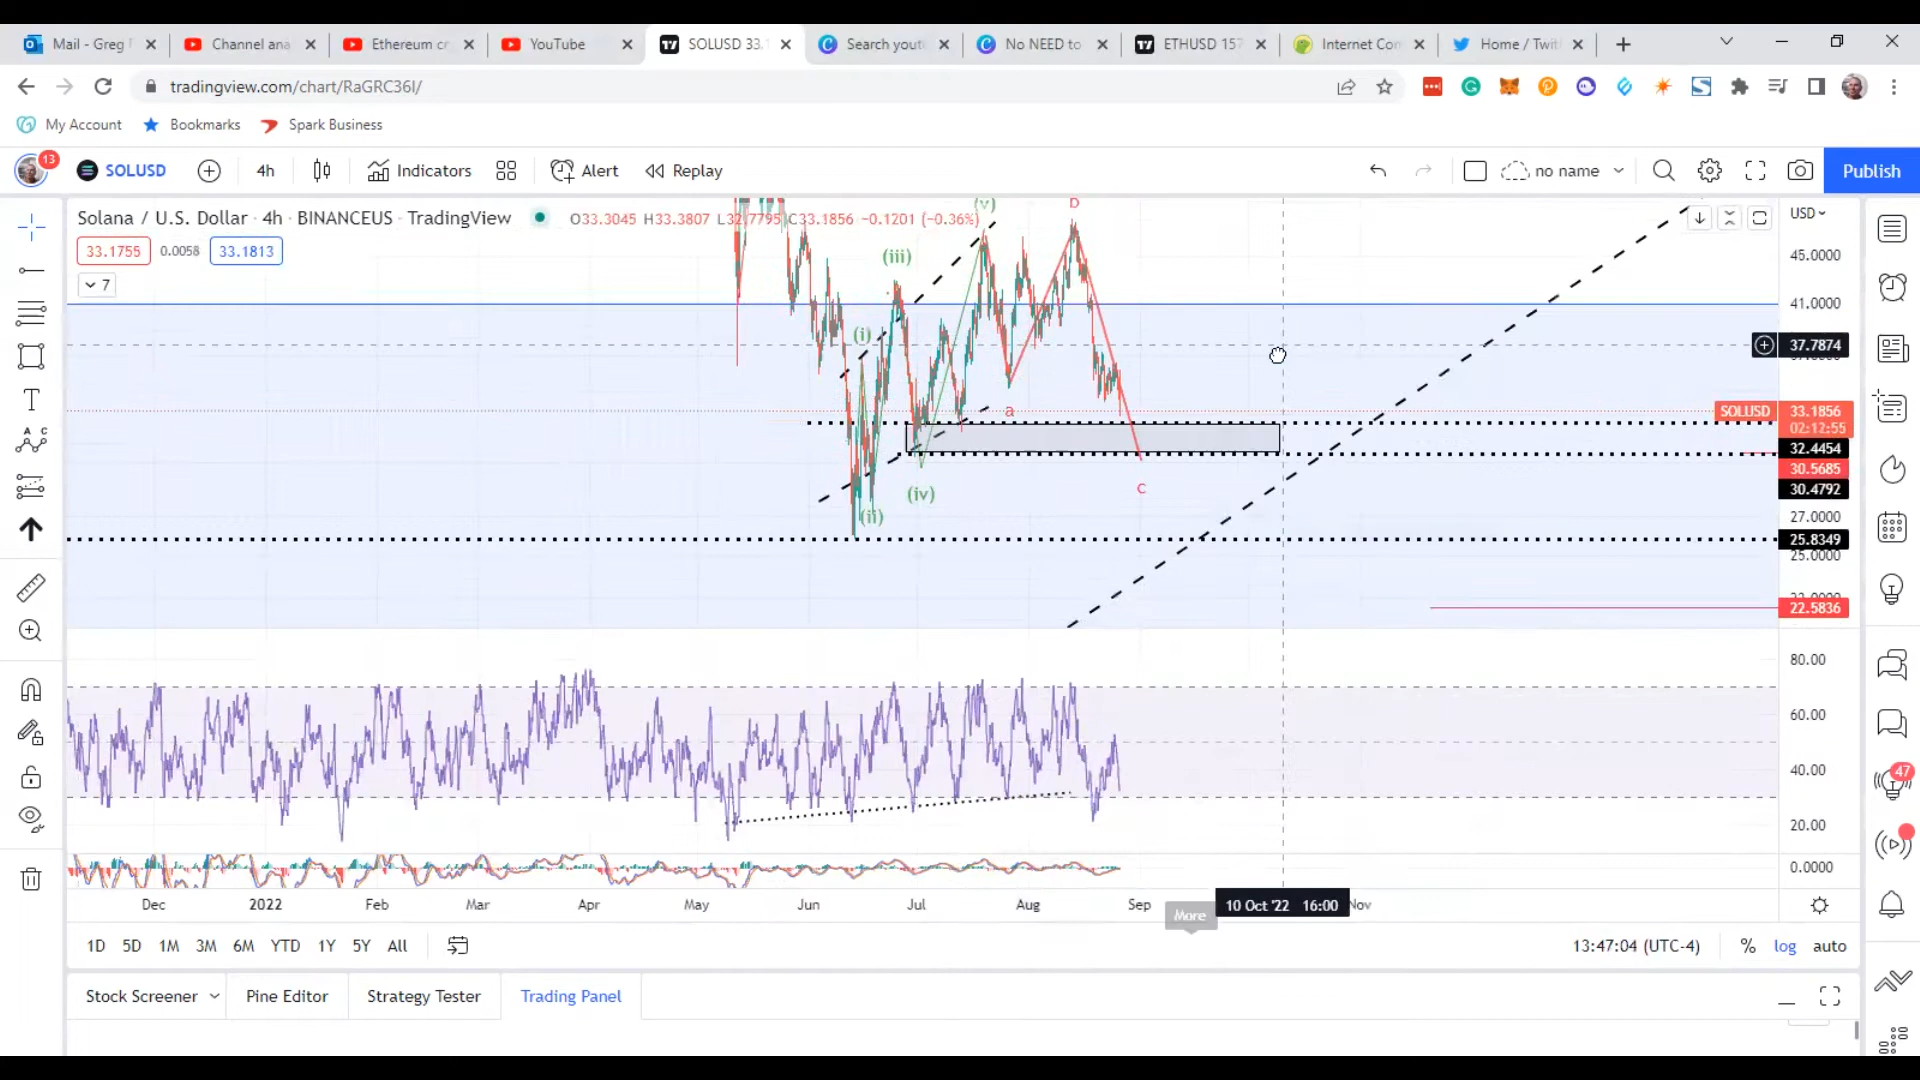 Mail - Greg
Channel ana
Ethereum cr
YouTube
SOLUSD 33.1
Search yout
No NEED to
ETHUSD 157
Internet Con
Home / Twit
tradingview.com/chart/RaGRC36I/
My Account
Bookmarks
Spark Business
13
SOLUSD
4h
Indicators
Alert
Replay
no name
Publish
Solana / U.S. Dollar · 4h · BINANCEUS · TradingView
O33.3045 H33.3807 L32.7795 C33.1856 −0.1201 (−0.36%)
USD
33.1755
0.0058
33.1813
7
(v)
b
(iii)
(i)
a
(iv)
(ii)
c
45.0000
41.0000
37.7874
SOLUSD
33.1856
02:12:55
32.4454
30.5685
30.4792
27.0000
25.8349
25.0000
22.5836
80.00
60.00
40.00
20.00
0.0000
47
Dec
2022
Feb
Mar
Apr
May
Jun
Jul
Aug
Sep
10 Oct '22 16:00
Nov
More
1D
5D
1M
3M
6M
YTD
1Y
5Y
All
13:47:04 (UTC-4)
%
log
auto
Stock Screener
Pine Editor
Strategy Tester
Trading Panel